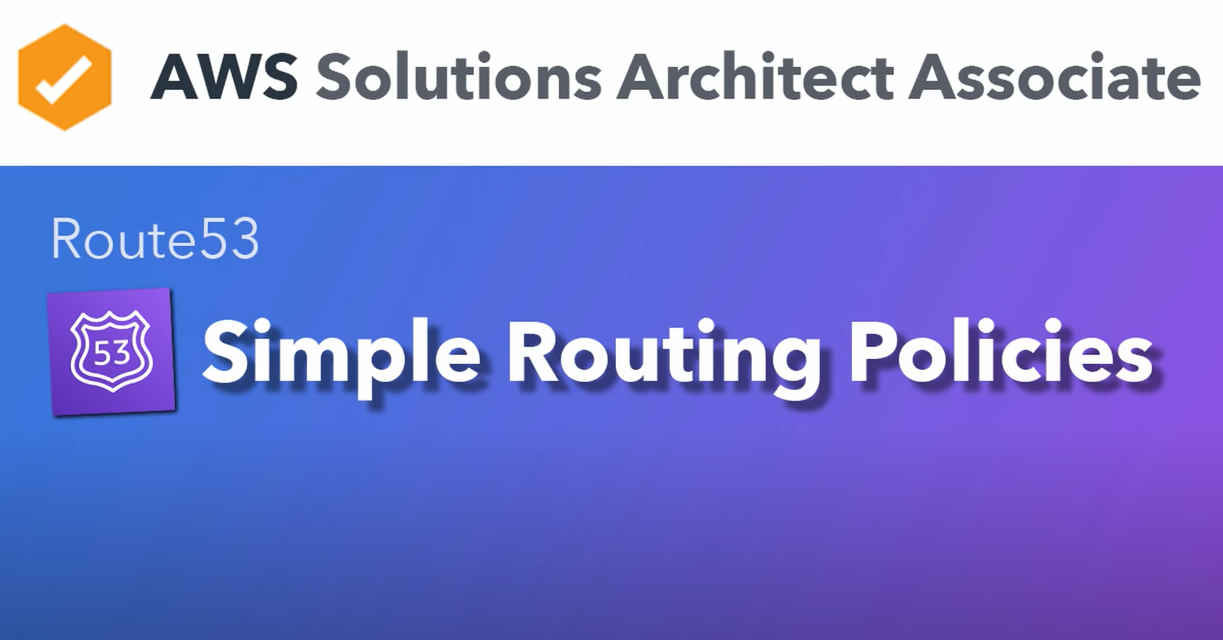 AWS Solutions Architect Associate
Route53
53
Simple Routing Policies